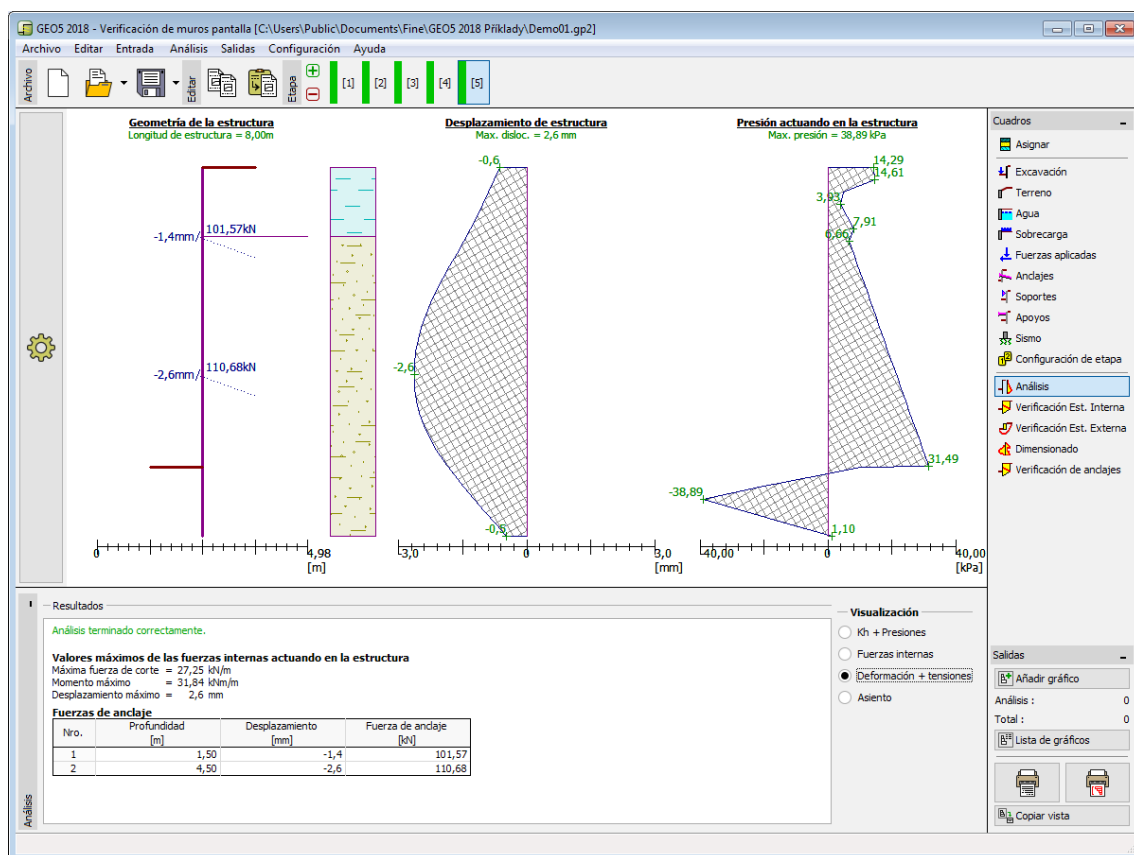 GEO5 2018 - Verificación de muros pantalla [C:\Users\Public\Documents\Fine\GEO5 2018 Příklady\Demo01.gp2]
Archivo Editar Entrada Análisis Salidas Configuración Ayuda
Archivo
Editar
Etapa
[1] [2] [3] [4] [5]
Geometría de la estructura
Longitud de estructura = 8,00m
-1,4mm
101,57kN
-2,6mm
110,68kN
0
4,98
[m]
Desplazamiento de estructura
Max. disloc. = 2,6 mm
-0,6
-2,6
-0,5
-3,0
0
3,0
[mm]
Presión actuando en la estructura
Max. presión = 38,89 kPa
14,29
14,61
3,93
7,91
6,66
31,49
-38,89
1,10
-40,00
0
40,00
[kPa]
Cuadros
Asignar
Excavación
Terreno
Agua
Sobrecarga
Fuerzas aplicadas
Anclajes
Soportes
Apoyos
Sismo
Configuración de etapa
Análisis
Verificación Est. Interna
Verificación Est. Externa
Dimensionado
Verificación de anclajes
Análisis
Resultados
Análisis terminado correctamente.
Valores máximos de las fuerzas internas actuando en la estructura
Máxima fuerza de corte = 27,25 kN/m
Momento máximo = 31,84 kNm/m
Desplazamiento máximo = 2,6 mm
Fuerzas de anclaje
Nro. Profundidad [m] Desplazamiento [mm] Fuerza de anclaje [kN]
1 1,50 -1,4 101,57
2 4,50 -2,6 110,68
Visualización
Kh + Presiones
Fuerzas internas
Deformación + tensiones
Asiento
Salidas
Añadir gráfico
Análisis : 0
Total : 0
Lista de gráficos
Copiar vista